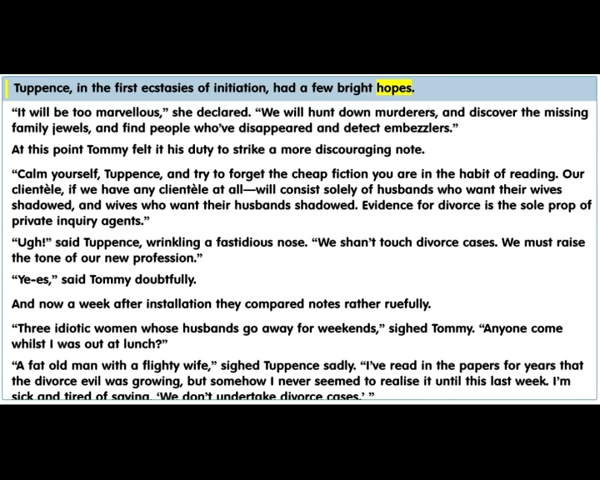 Tuppence, in the first ecstasies of initiation, had a few bright hopes.
“It will be too marvellous,” she declared. “We will hunt down murderers, and discover the missing
family jewels, and find people who’ve disappeared and detect embezzlers.”
At this point Tommy felt it his duty to strike a more discouraging note.
“Calm yourself, Tuppence, and try to forget the cheap fiction you are in the habit of reading. Our
clientèle, if we have any clientèle at all—will consist solely of husbands who want their wives
shadowed, and wives who want their husbands shadowed. Evidence for divorce is the sole prop of
private inquiry agents.”
“Ugh!” said Tuppence, wrinkling a fastidious nose. “We shan’t touch divorce cases. We must raise
the tone of our new profession.”
“Ye-es,” said Tommy doubtfully.
And now a week after installation they compared notes rather ruefully.
“Three idiotic women whose husbands go away for weekends,” sighed Tommy. “Anyone come
whilst I was out at lunch?”
“A fat old man with a flighty wife,” sighed Tuppence sadly. “I’ve read in the papers for years that
the divorce evil was growing, but somehow I never seemed to realise it until this last week. I’m
sick and tired of saying, ‘We don’t undertake divorce cases.’ ”